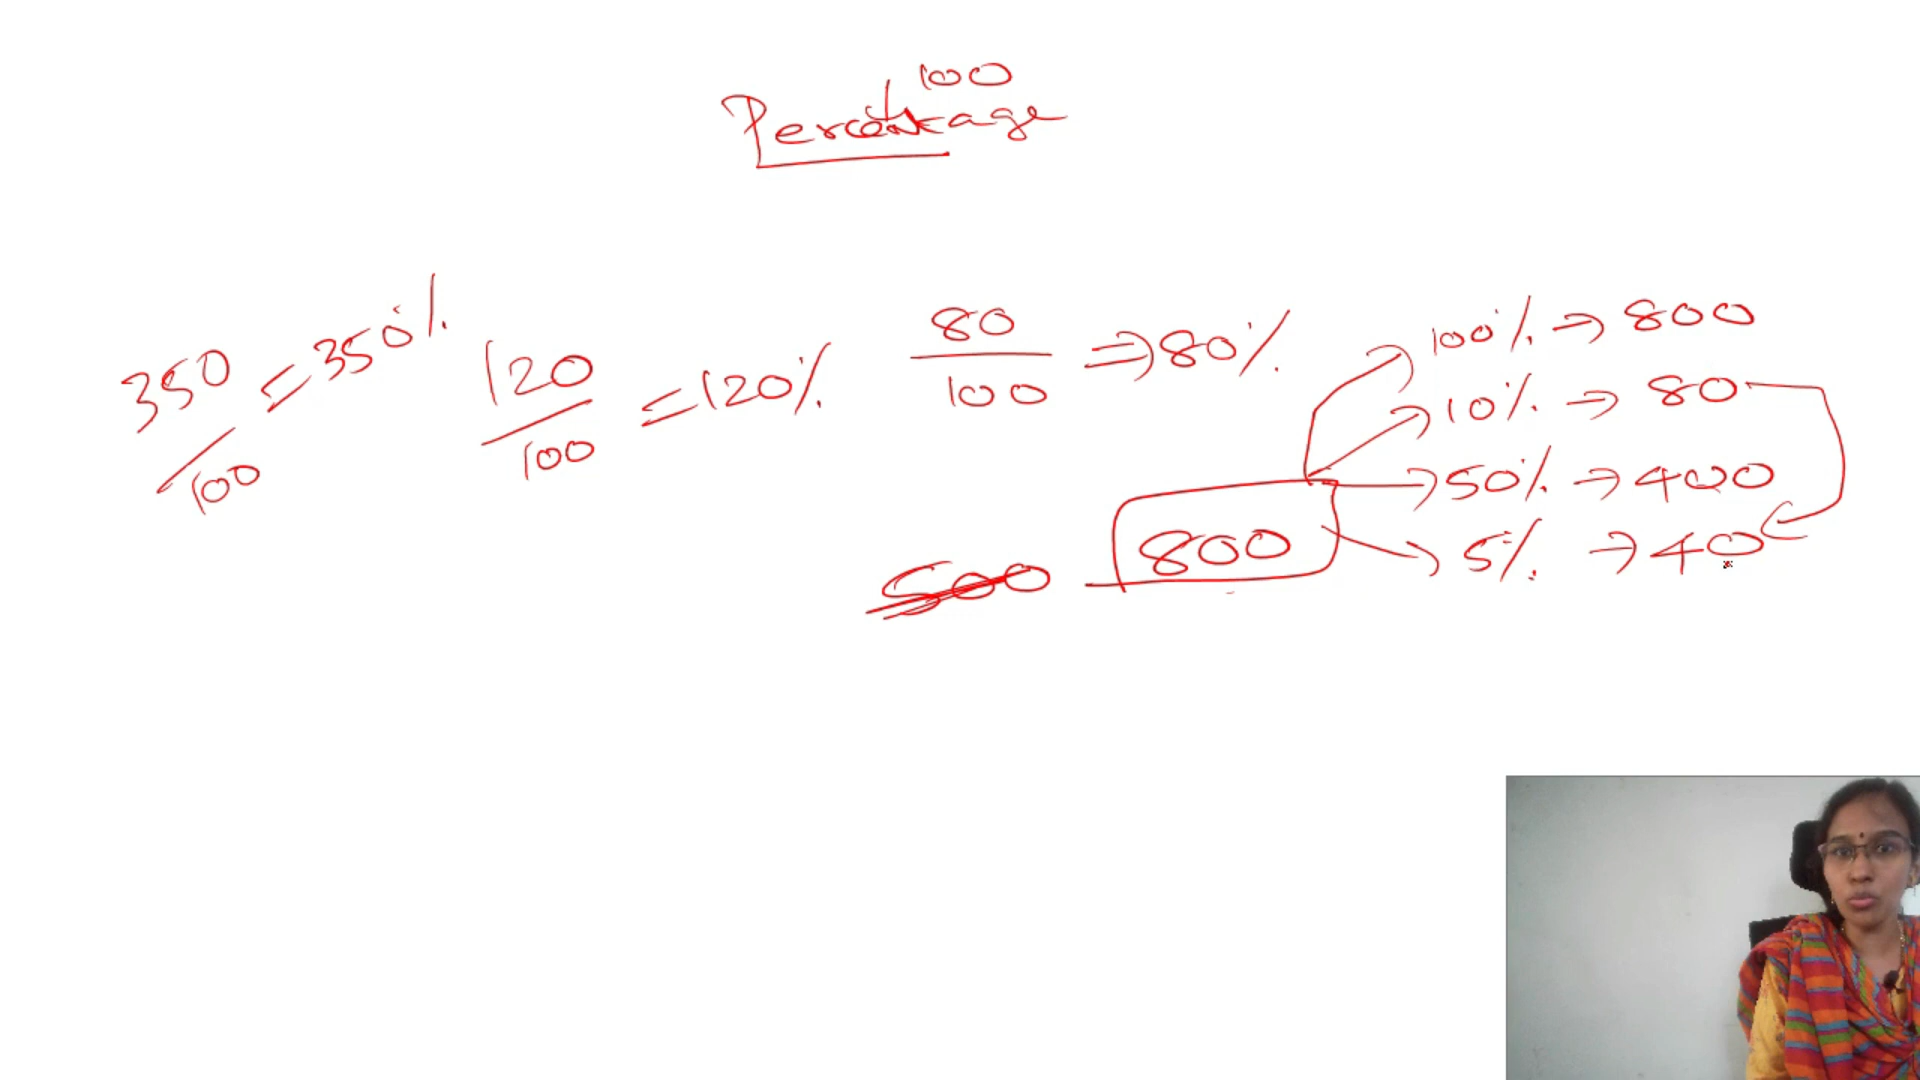 100
Percentage
350/100 = 350%
120/100 = 120%
80/100 ⇒ 80%
500
800
→ 100% → 800
→ 10% → 80
→ 50% → 400
→ 5% → 40